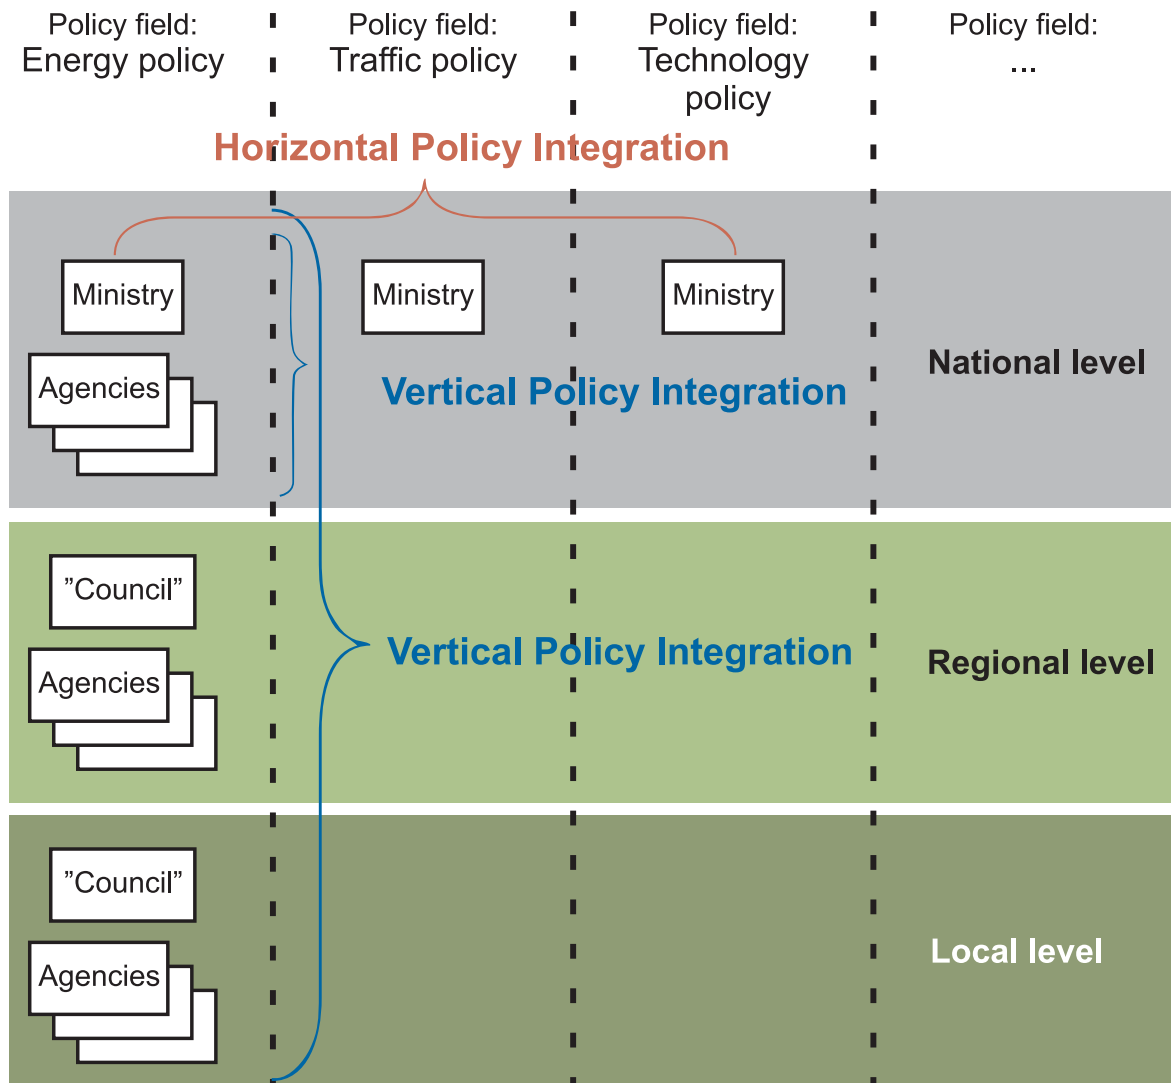 Policy field:
Energy policy
Policy field:
Traffic policy
Policy field:
Technology
policy
Policy field:
...
Horizontal Policy Integration
Ministry
Ministry
Ministry
Agencies
Vertical Policy Integration
National level
”Council”
Agencies
Vertical Policy Integration
Regional level
”Council”
Agencies
Local level